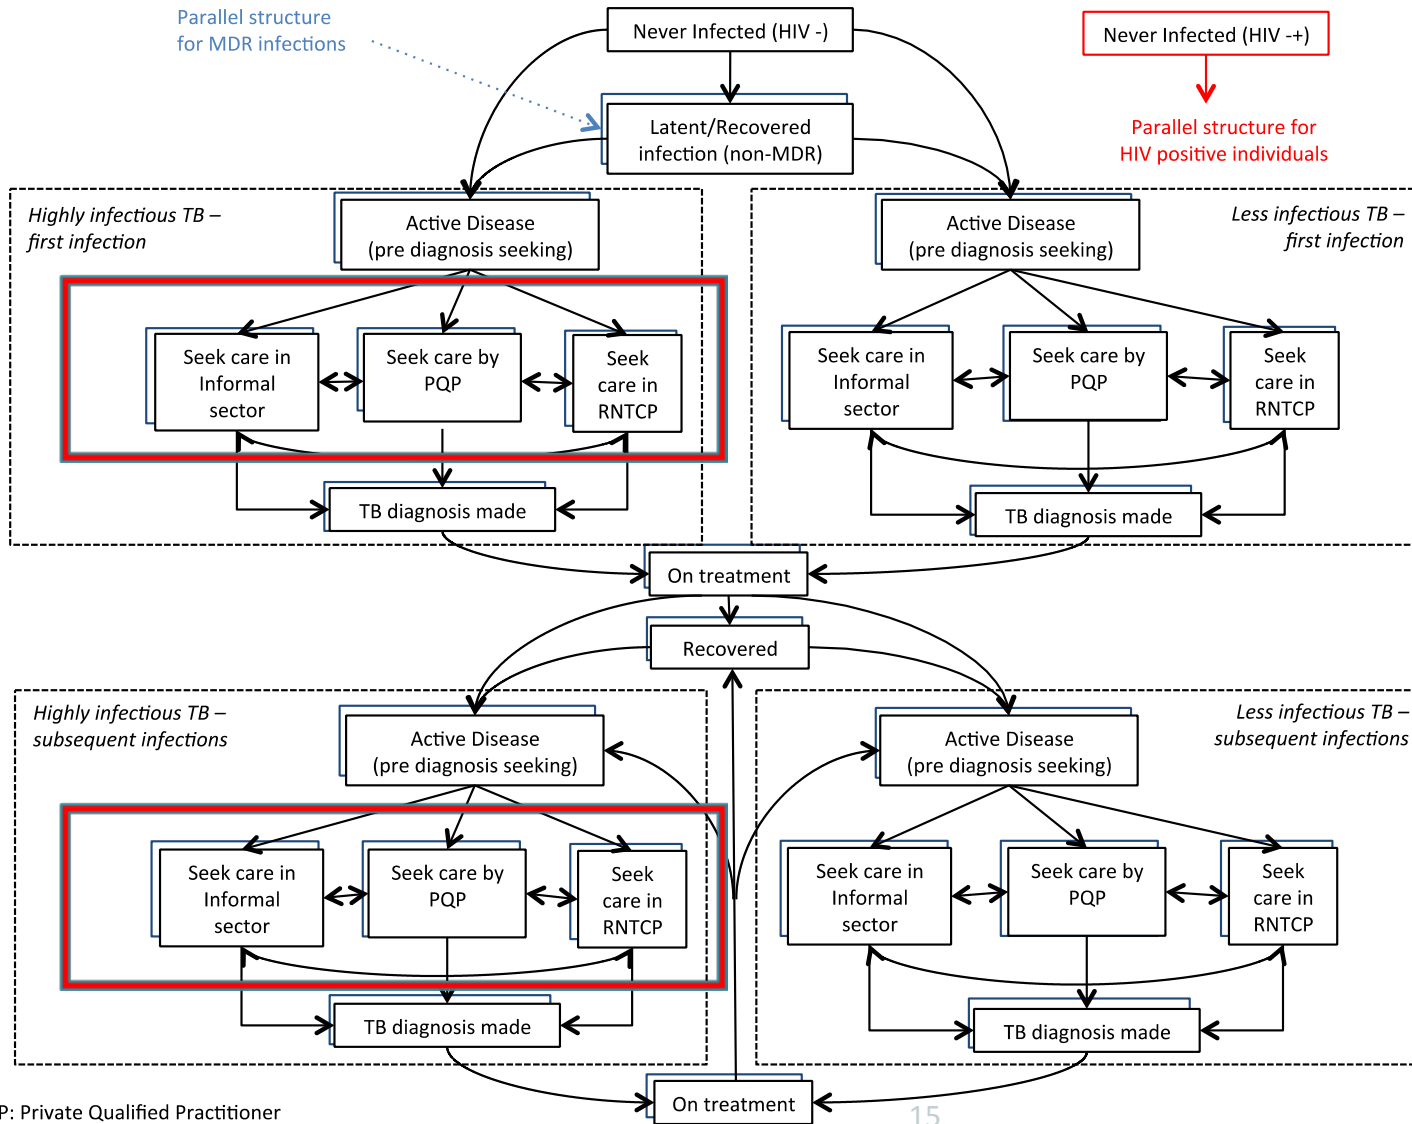 Parallel structure
for MDR infections
Never Infected (HIV -)
Never Infected (HIV -+)
Latent/Recovered
infection (non-MDR)
Parallel structure for
HIV positive individuals
Highly infectious TB –
first infection
Active Disease
(pre diagnosis seeking)
Seek care in
Informal
sector
Seek care by
PQP
Seek
care in
RNTCP
TB diagnosis made
Less infectious TB –
first infection
Active Disease
(pre diagnosis seeking)
Seek care in
Informal
sector
Seek care by
PQP
Seek
care in
RNTCP
TB diagnosis made
On treatment
Recovered
Highly infectious TB –
subsequent infections
Active Disease
(pre diagnosis seeking)
Seek care in
Informal
sector
Seek care by
PQP
Seek
care in
RNTCP
TB diagnosis made
Less infectious TB –
subsequent infections
Active Disease
(pre diagnosis seeking)
Seek care in
Informal
sector
Seek care by
PQP
Seek
care in
RNTCP
TB diagnosis made
On treatment
P: Private Qualified Practitioner
15